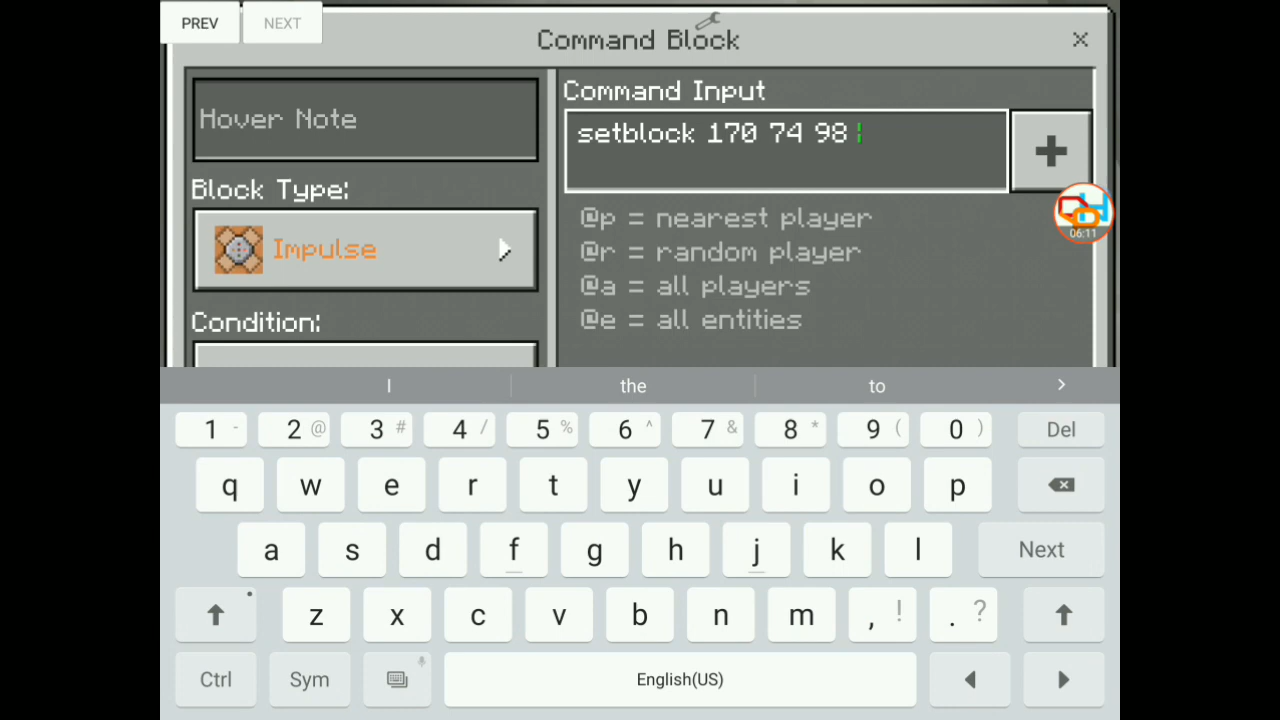 PREV
NEXT
Command Block
Hover Note
Block Type:
Impulse
Condition:
Command Input
setblock 170 74 98
@p = nearest player
@r = random player
@a = all players
@e = all entities
06:11
I the to
1 - 2 @ 3 # 4 / 5 % 6 ^ 7 & 8 * 9 ( 0 ) Del
q w e r t y u i o p
a s d f g h j k l Next
z x c v b n m , ! . ?
Ctrl Sym English(US)